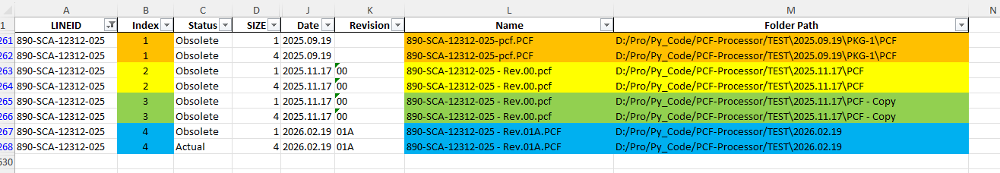 A B C D J K L M N
1 LINEID Index Status SIZE Date Revision Name Folder Path
261 890-SCA-12312-025 1 Obsolete 1 2025.09.19 890-SCA-12312-025-pcf.PCF D:/Pro/Py_Code/PCF-Processor/TEST\2025.09.19\PKG-1\PCF
262 890-SCA-12312-025 1 Obsolete 4 2025.09.19 890-SCA-12312-025-pcf.PCF D:/Pro/Py_Code/PCF-Processor/TEST\2025.09.19\PKG-1\PCF
263 890-SCA-12312-025 2 Obsolete 1 2025.11.17 00 890-SCA-12312-025 - Rev.00.pcf D:/Pro/Py_Code/PCF-Processor/TEST\2025.11.17\PCF
264 890-SCA-12312-025 2 Obsolete 4 2025.11.17 00 890-SCA-12312-025 - Rev.00.pcf D:/Pro/Py_Code/PCF-Processor/TEST\2025.11.17\PCF
265 890-SCA-12312-025 3 Obsolete 1 2025.11.17 00 890-SCA-12312-025 - Rev.00.pcf D:/Pro/Py_Code/PCF-Processor/TEST\2025.11.17\PCF - Copy
266 890-SCA-12312-025 3 Obsolete 4 2025.11.17 00 890-SCA-12312-025 - Rev.00.pcf D:/Pro/Py_Code/PCF-Processor/TEST\2025.11.17\PCF - Copy
267 890-SCA-12312-025 4 Obsolete 1 2026.02.19 01A 890-SCA-12312-025 - Rev.01A.PCF D:/Pro/Py_Code/PCF-Processor/TEST\2026.02.19
268 890-SCA-12312-025 4 Actual 4 2026.02.19 01A 890-SCA-12312-025 - Rev.01A.PCF D:/Pro/Py_Code/PCF-Processor/TEST\2026.02.19
530